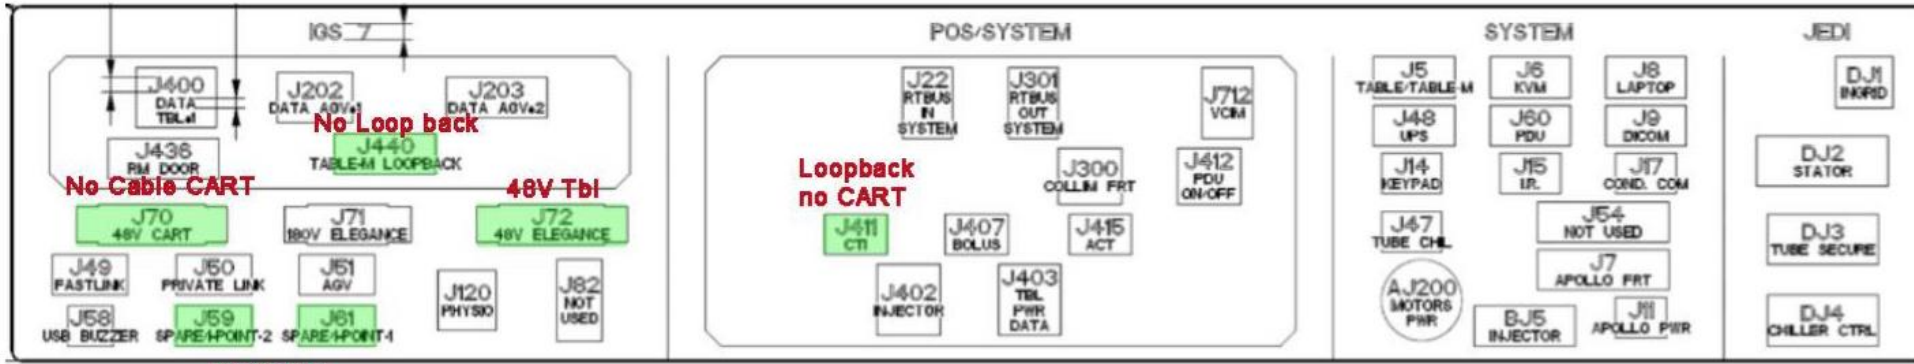 IGS 7
POS/SYSTEM
SYSTEM
JEDI
J400
DATA
TBL•1
J202
DATA AGV•1
J203
DATA AGV•2
No Loop back
J436
RM DOOR
J440
TABLE-M LOOPBACK
No Cable CART
48V Tbl
J70
48V CART
J71
180V ELEGANCE
J72
48V ELEGANCE
J49
FASTLINK
J50
PRIVATE LINK
J51
AGV
J120
PHYSIO
J82
NOT
USED
J58
USB BUZZER
J59
SPARE/I-POINT-2
J61
SPARE/I-POINT-1
J22
RTBUS
IN
SYSTEM
J301
RTBUS
OUT
SYSTEM
J712
VCIM
Loopback
no CART
J300
COLLIM FRT
J412
PDU
ON/OFF
J411
CTI
J407
BOLUS
J415
ACT
J402
INJECTOR
J403
TBL
PWR
DATA
J5
TABLE/TABLE-M
J6
KVM
J8
LAPTOP
J48
UPS
J60
PDU
J9
DICOM
J14
KEYPAD
J15
I.R.
J17
COND. COM
J47
TUBE CHIL
J54
NOT USED
J7
APOLLO FRT
AJ200
MOTORS
PWR
BJ5
INJECTOR
J11
APOLLO PWR
DJ1
INGRID
DJ2
STATOR
DJ3
TUBE SECURE
DJ4
CHILLER CTRL